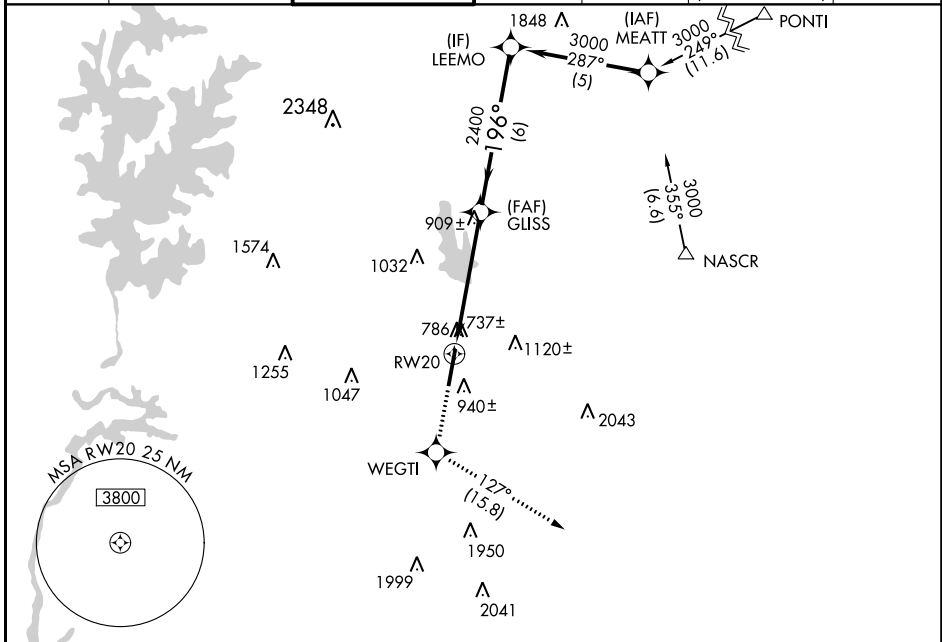 1848
(IAF)
MEATT
PONTI
(IF)
LEEMO
3000
287°
(5)
3000
249°
(11.6)
2348
2400
196°
(6)
3000
355°
(6.6)
(FAF)
GLISS
909±
NASCR
1574
1032
786
737±
RW20
1120±
1255
1047
940±
2043
WEGTI
127°
(15.8)
MSA RW20 25 NM
3800
1950
1999
2041